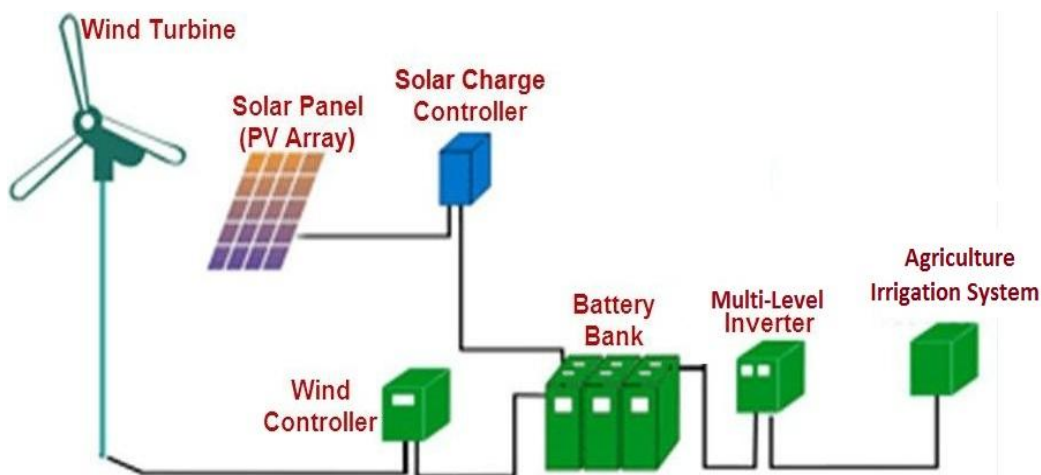 Wind Turbine
Solar Charge
Controller
Solar Panel
(PV Array)
Agriculture
Irrigation System
Battery
Bank
Multi-Level
Inverter
Wind
Controller